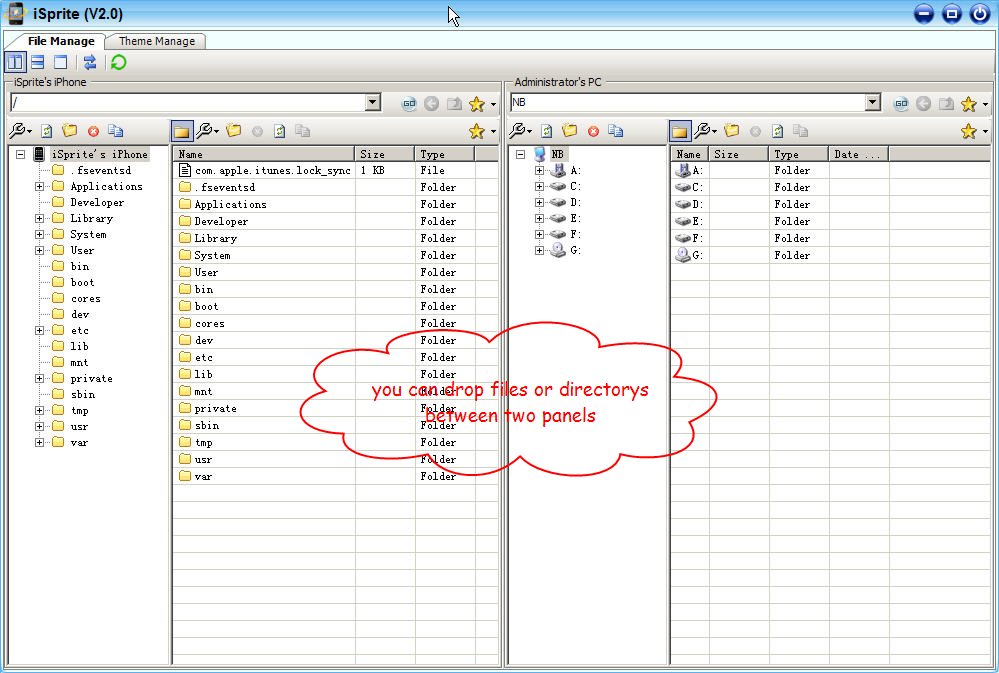 iSprite (V2.0)
File Manage Theme Manage
iSprite's iPhone
/
GO
Administrator's PC
NB
GO
iSprite's iPhone
.fseventsd
Applications
Developer
Library
System
User
bin
boot
cores
dev
etc
lib
mnt
private
sbin
tmp
usr
var
Name Size Type
com.apple.itunes.lock_sync 1 KB File
.fseventsd Folder
Applications Folder
Developer Folder
Library Folder
System Folder
User Folder
bin Folder
boot Folder
cores Folder
dev Folder
etc Folder
lib Folder
mnt Folder
private Folder
sbin Folder
tmp Folder
usr Folder
var Folder
you can drop files or directorys
between two panels
NB
A:
C:
D:
E:
F:
G:
Name Size Type Date ...
A: Folder
C: Folder
D: Folder
E: Folder
F: Folder
G: Folder